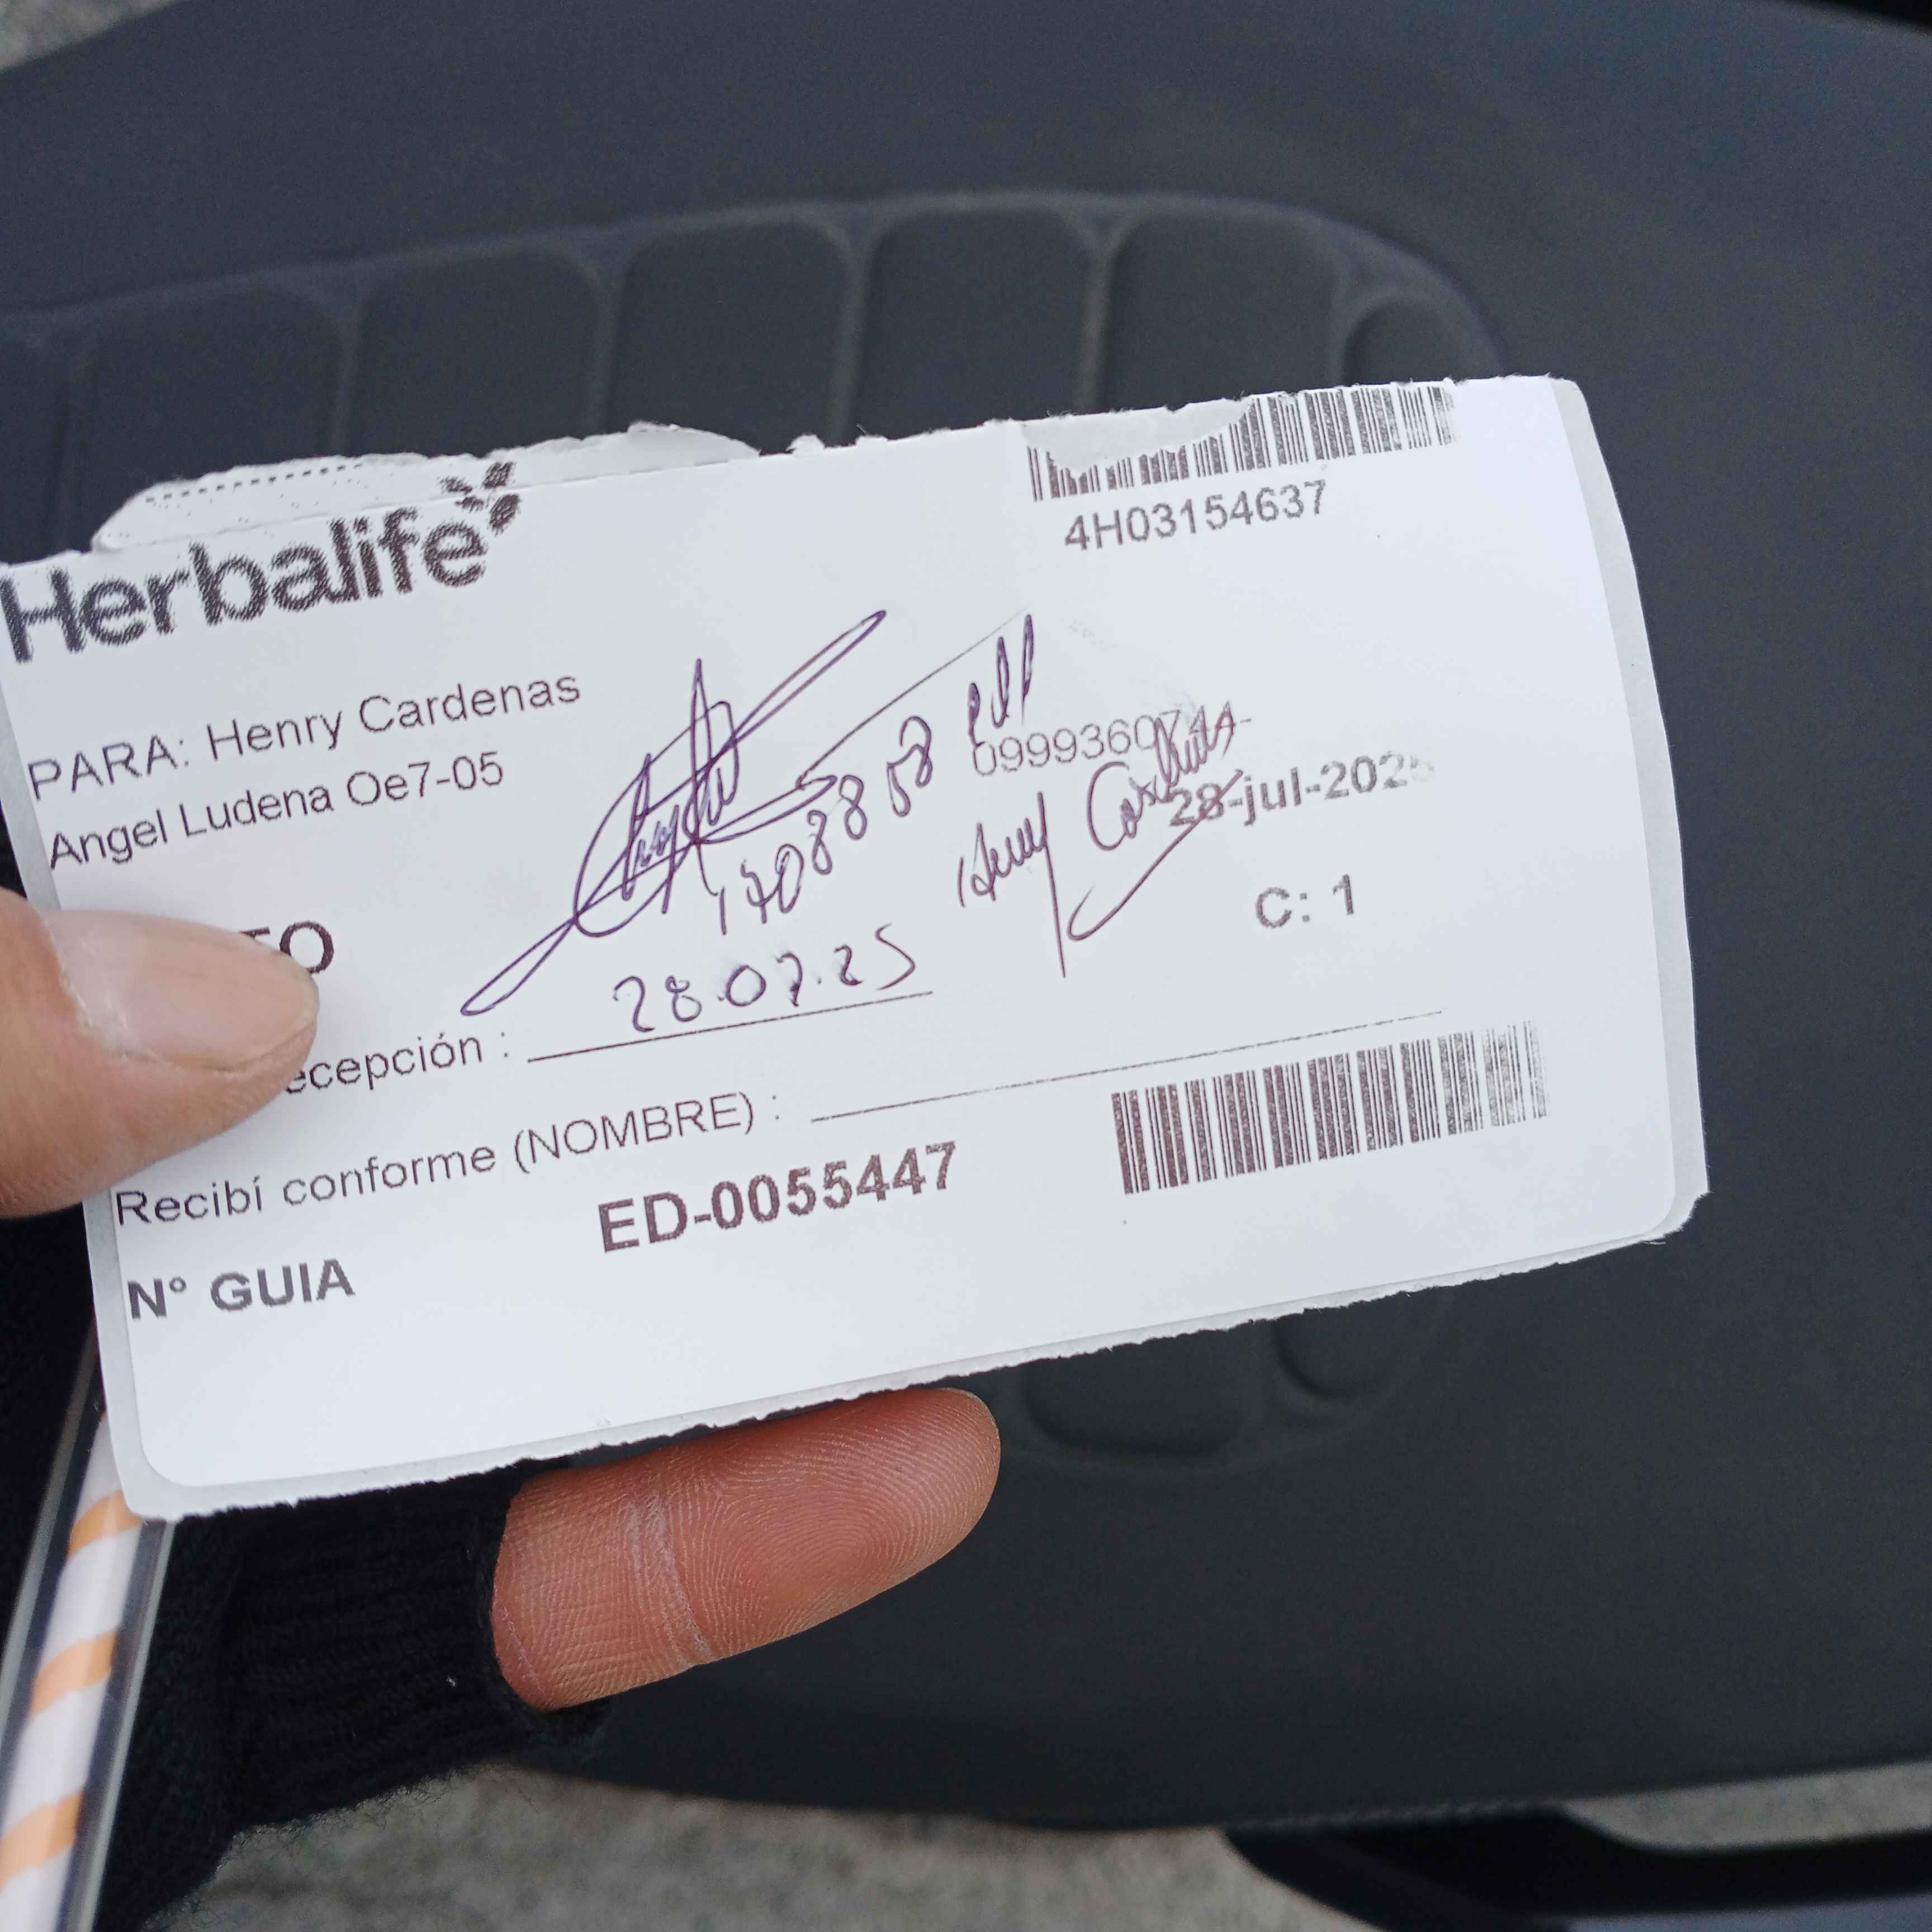 Herbalife
4H03154637
PARA: Henry Cardenas
0999360744-
Angel Ludena Oe7-05
28-jul-2025
TO
C: 1
28.07.25
ecepción :
Recibí conforme (NOMBRE) :
N° GUIA
ED-0055447